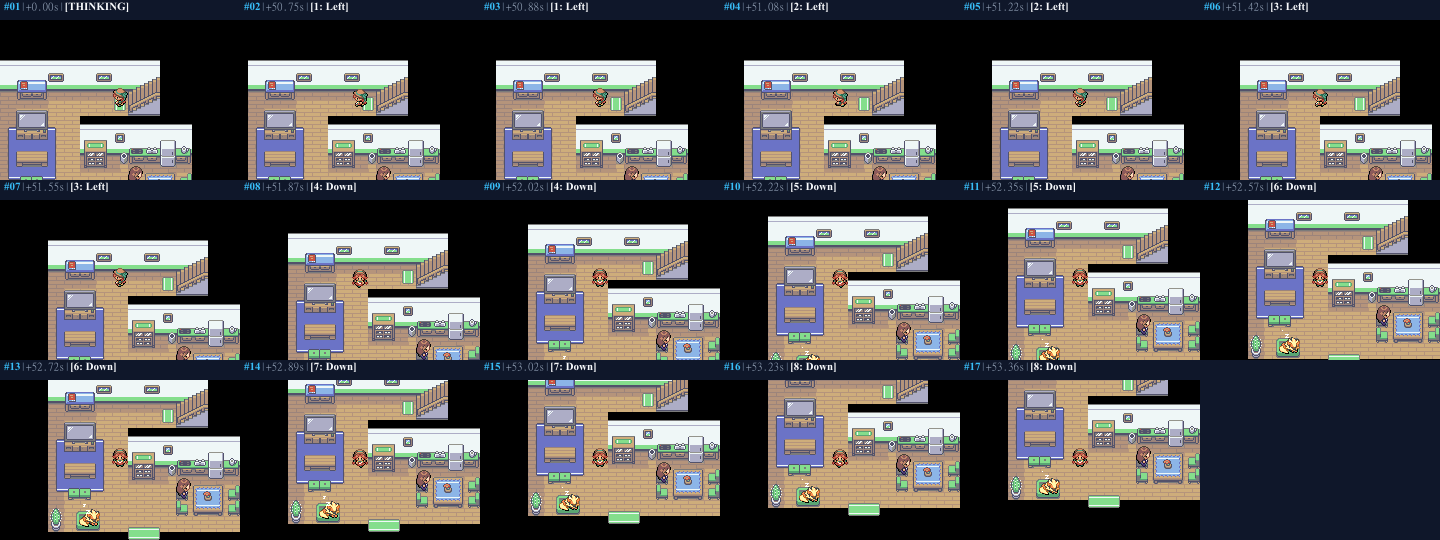 #01|+0.00s|[THINKING]
#02|+50.75s|[1: Left]
#03|+50.88s|[1: Left]
#04|+51.08s|[2: Left]
#05|+51.22s|[2: Left]
#06|+51.42s|[3: Left]
#07|+51.55s|[3: Left]
#08|+51.87s|[4: Down]
#09|+52.02s|[4: Down]
#10|+52.22s|[5: Down]
#11|+52.35s|[5: Down]
#12|+52.57s|[6: Down]
#13|+52.72s|[6: Down]
#14|+52.89s|[7: Down]
#15|+53.02s|[7: Down]
#16|+53.23s|[8: Down]
#17|+53.36s|[8: Down]